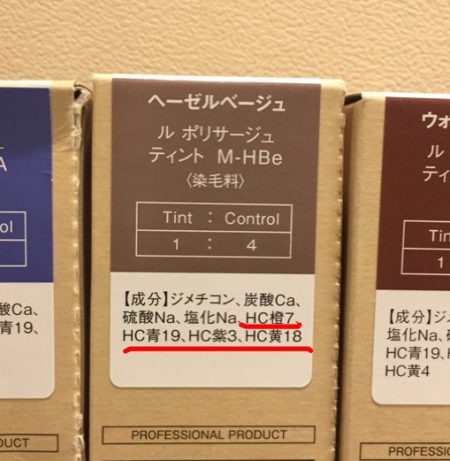 ヘーゼルベージュ
ル ポリサージュ
ティント M-HBe
〈染毛料〉
Tint : Control
1 : 4
【成分】ジメチコン、炭酸Ca、
硫酸Na、塩化Na、HC橙7、
HC青19、HC紫3、HC黄18
PROFESSIONAL PRODUCT
A
ol
酸Ca、
青19、
DUCT
ウォ
ル
ティ
Tin
1
【成分】ジメ
塩化Na、硫
HC青19、H
HC黄4
PROFESS